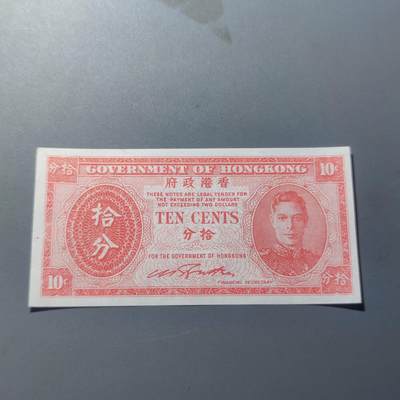 分拾 GOVERNMENT OF HONGKONG 10¢
府政港香
THESE NOTES ARE LEGAL TENDER FOR
THE PAYMENT OF ANY AMOUNT
NOT EXCEEDING TWO DOLLARS
拾分
TEN CENTS
分拾
FOR THE GOVERNMENT OF HONGKONG
FINANCIAL SECRETARY
10¢ 分拾